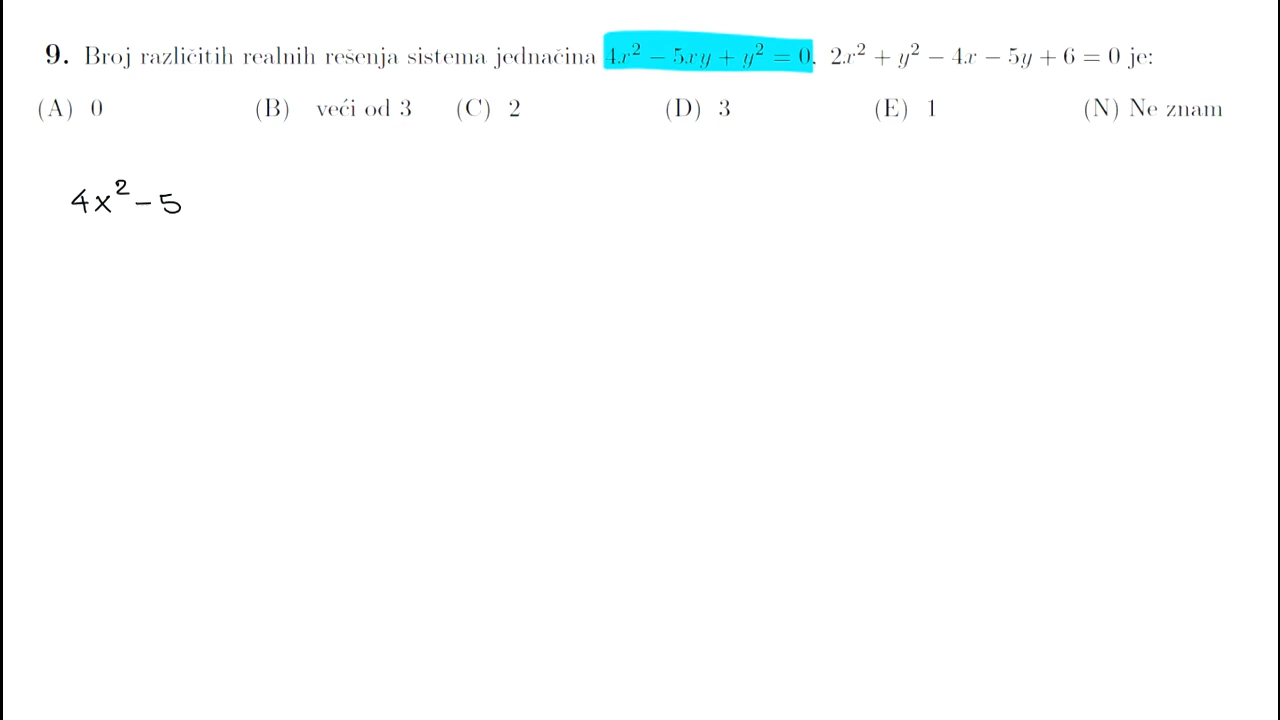 9. Broj različitih realnih rešenja sistema jednačina 4x² − 5xy + y² = 0, 2x² + y² − 4x − 5y + 6 = 0 je:
(A) 0 (B) veći od 3 (C) 2 (D) 3 (E) 1 (N) Ne znam
4x² − 5